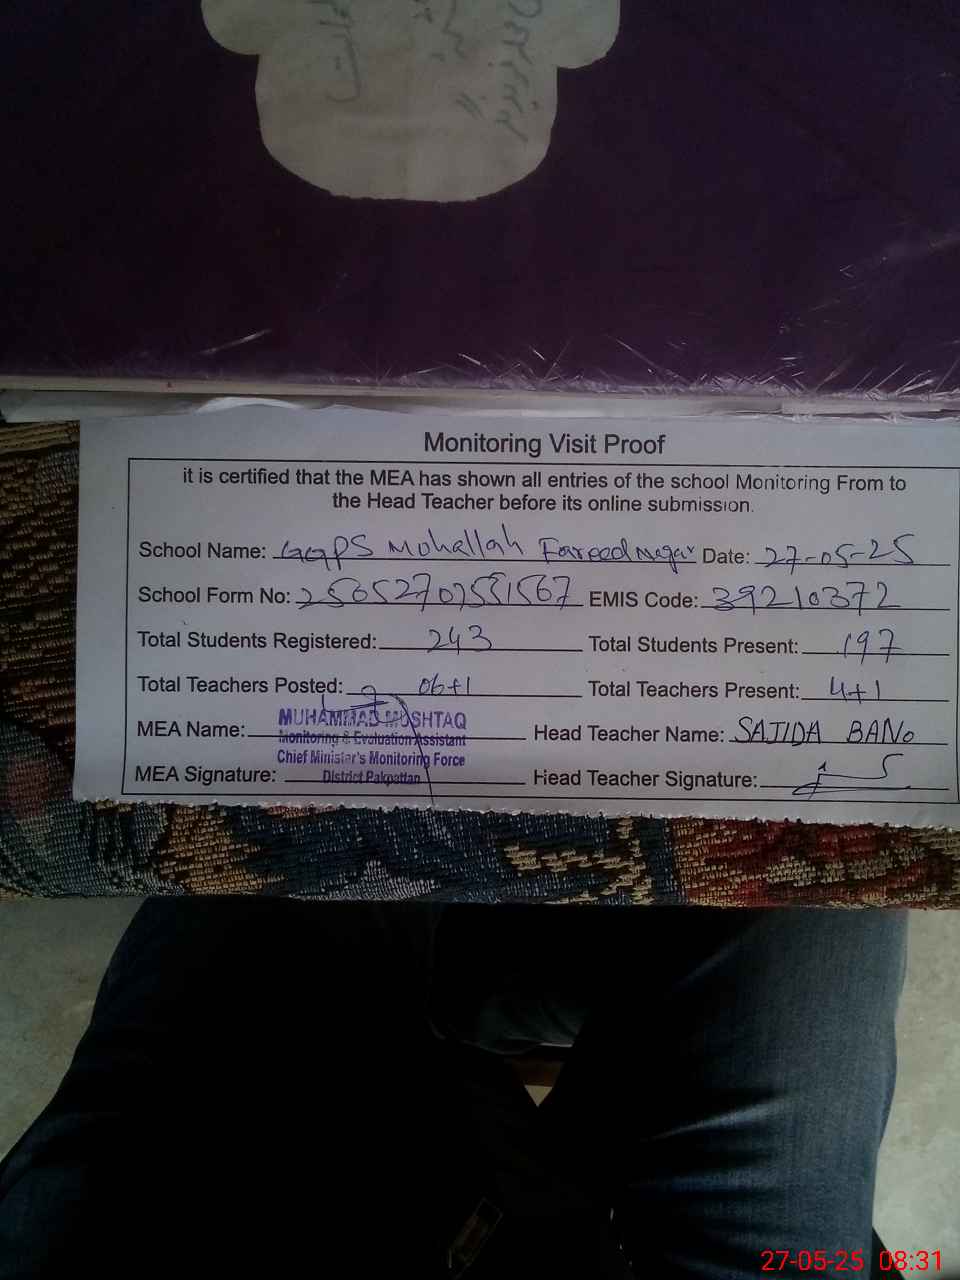 Monitoring Visit Proof
it is certified that the MEA has shown all entries of the school Monitoring From to
the Head Teacher before its online submission.
School Name: GGPS Mohallah Fareed nagar Date: 27-05-25
School Form No: EMIS Code: 39210372
Total Students Registered: 243 Total Students Present: 197
Total Teachers Posted: 06+1 Total Teachers Present: 4+1
MEA Name: MUHAMMAD MUSHTAQ Head Teacher Name: SAJIDA BANO
Monitoring & Evaluation Assistant
Chief Minister's Monitoring Force
MEA Signature: District Pakpattan Head Teacher Signature:
27-05-25 08:31